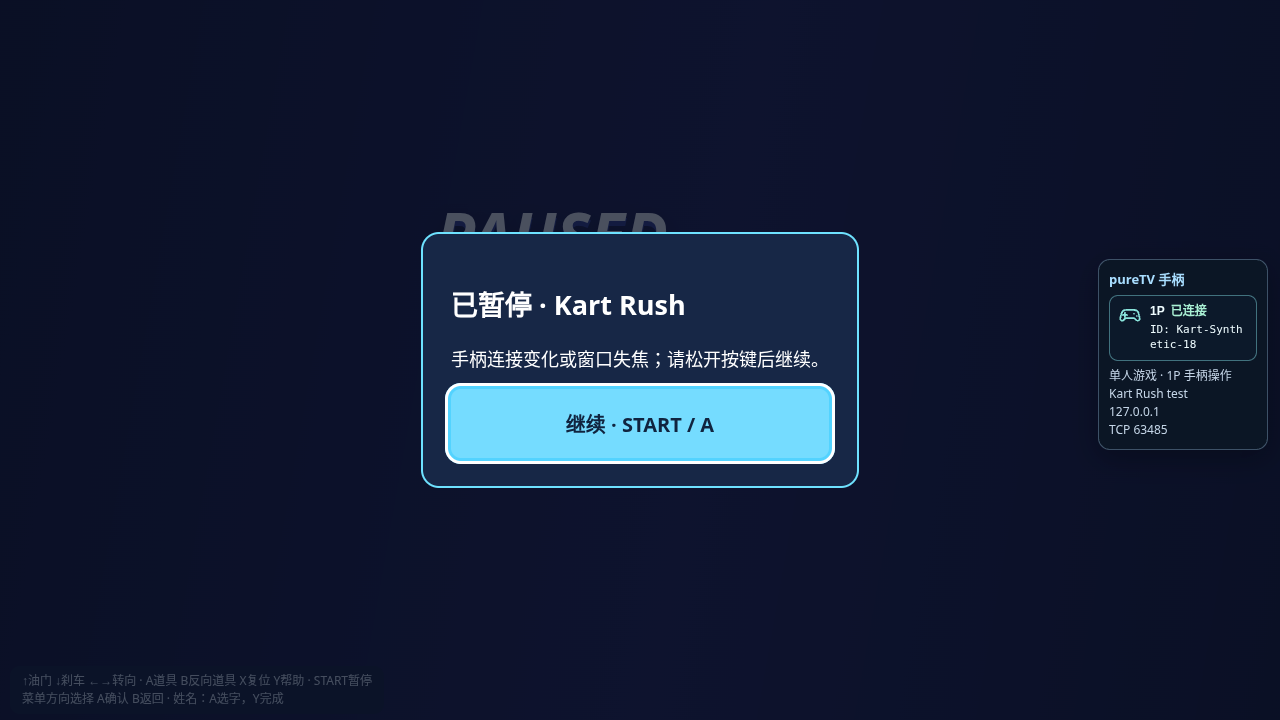 PAUSED
已暂停 · Kart Rush
手柄连接变化或窗口失焦；请松开按键后继续。
继续 · START / A
pureTV 手柄
1P 已连接
ID: Kart-Synth
etic-18
单人游戏 · 1P 手柄操作
Kart Rush test
127.0.0.1
TCP 63485
↑油门 ↓刹车 ←→转向 · A道具 B反向道具 X复位 Y帮助 · START暂停
菜单方向选择 A确认 B返回 · 姓名：A选字，Y完成